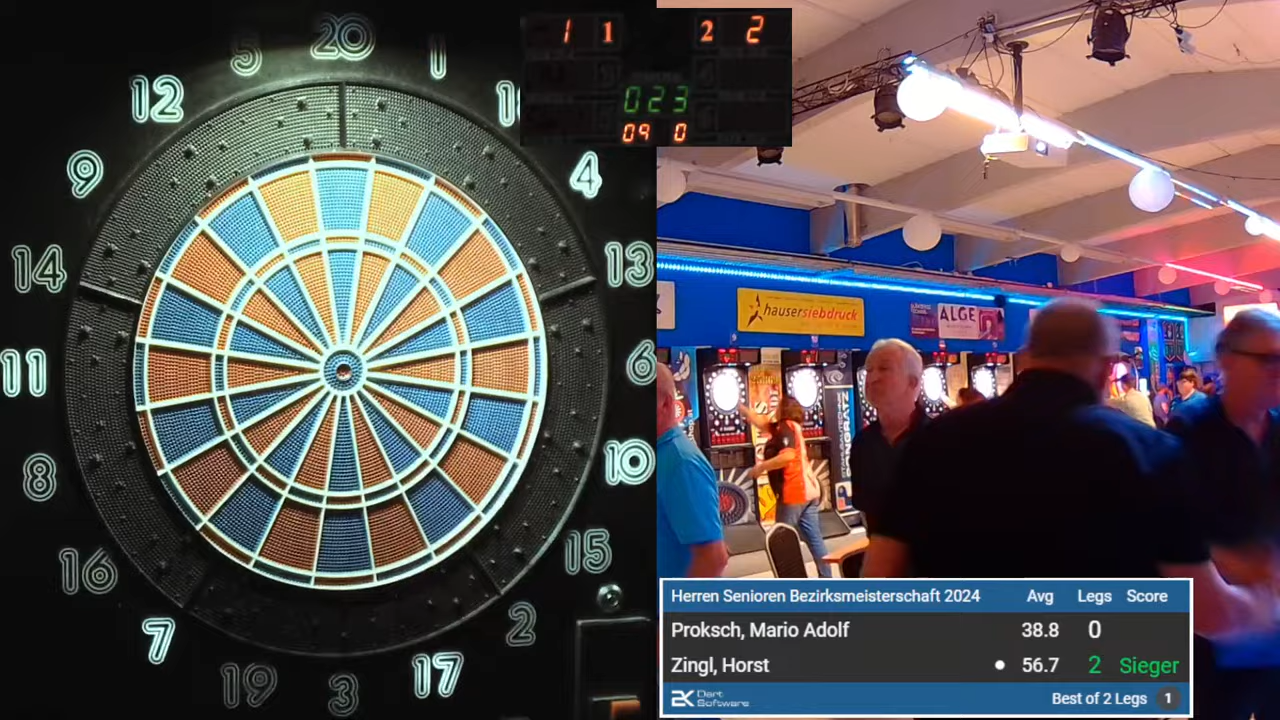 5 20 1
12
9 4
14 13
11 6
8 10
16 15
7 2
19 3 17
1 1 2 2
023
09 0
hausersiebdruck
ALGE
Herren Senioren Bezirksmeisterschaft 2024 Avg Legs Score
Proksch, Mario Adolf 38.8 0
Zingl, Horst 56.7 2 Sieger
2K Dart Software
Best of 2 Legs 1